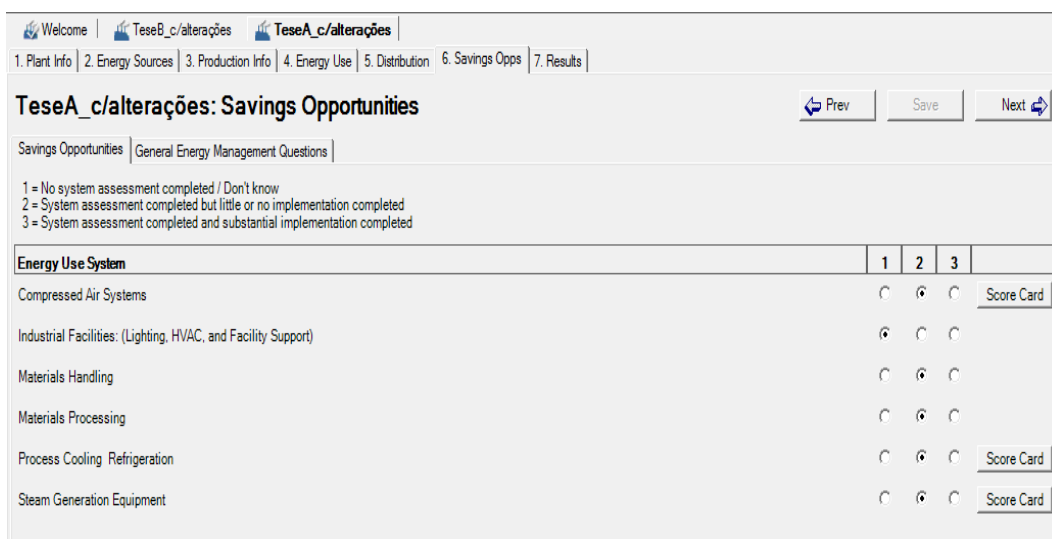 Welcome TeseB_c/alterações TeseA_c/alterações
1. Plant Info 2. Energy Sources 3. Production Info 4. Energy Use 5. Distribution 6. Savings Opps 7. Results
TeseA_c/alterações: Savings Opportunities Prev Save Next
Savings Opportunities General Energy Management Questions
1 = No system assessment completed / Don't know
2 = System assessment completed but little or no implementation completed
3 = System assessment completed and substantial implementation completed
Energy Use System 1 2 3
Compressed Air Systems Score Card
Industrial Facilities: (Lighting, HVAC, and Facility Support)
Materials Handling
Materials Processing
Process Cooling Refrigeration Score Card
Steam Generation Equipment Score Card